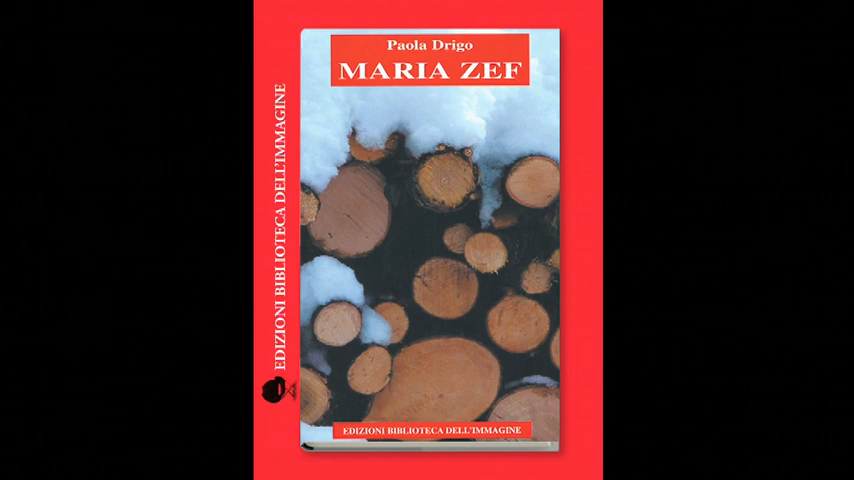 Paola Drigo
MARIA ZEF
EDIZIONI BIBLIOTECA DELL'IMMAGINE
EDIZIONI BIBLIOTECA DELL'IMMAGINE